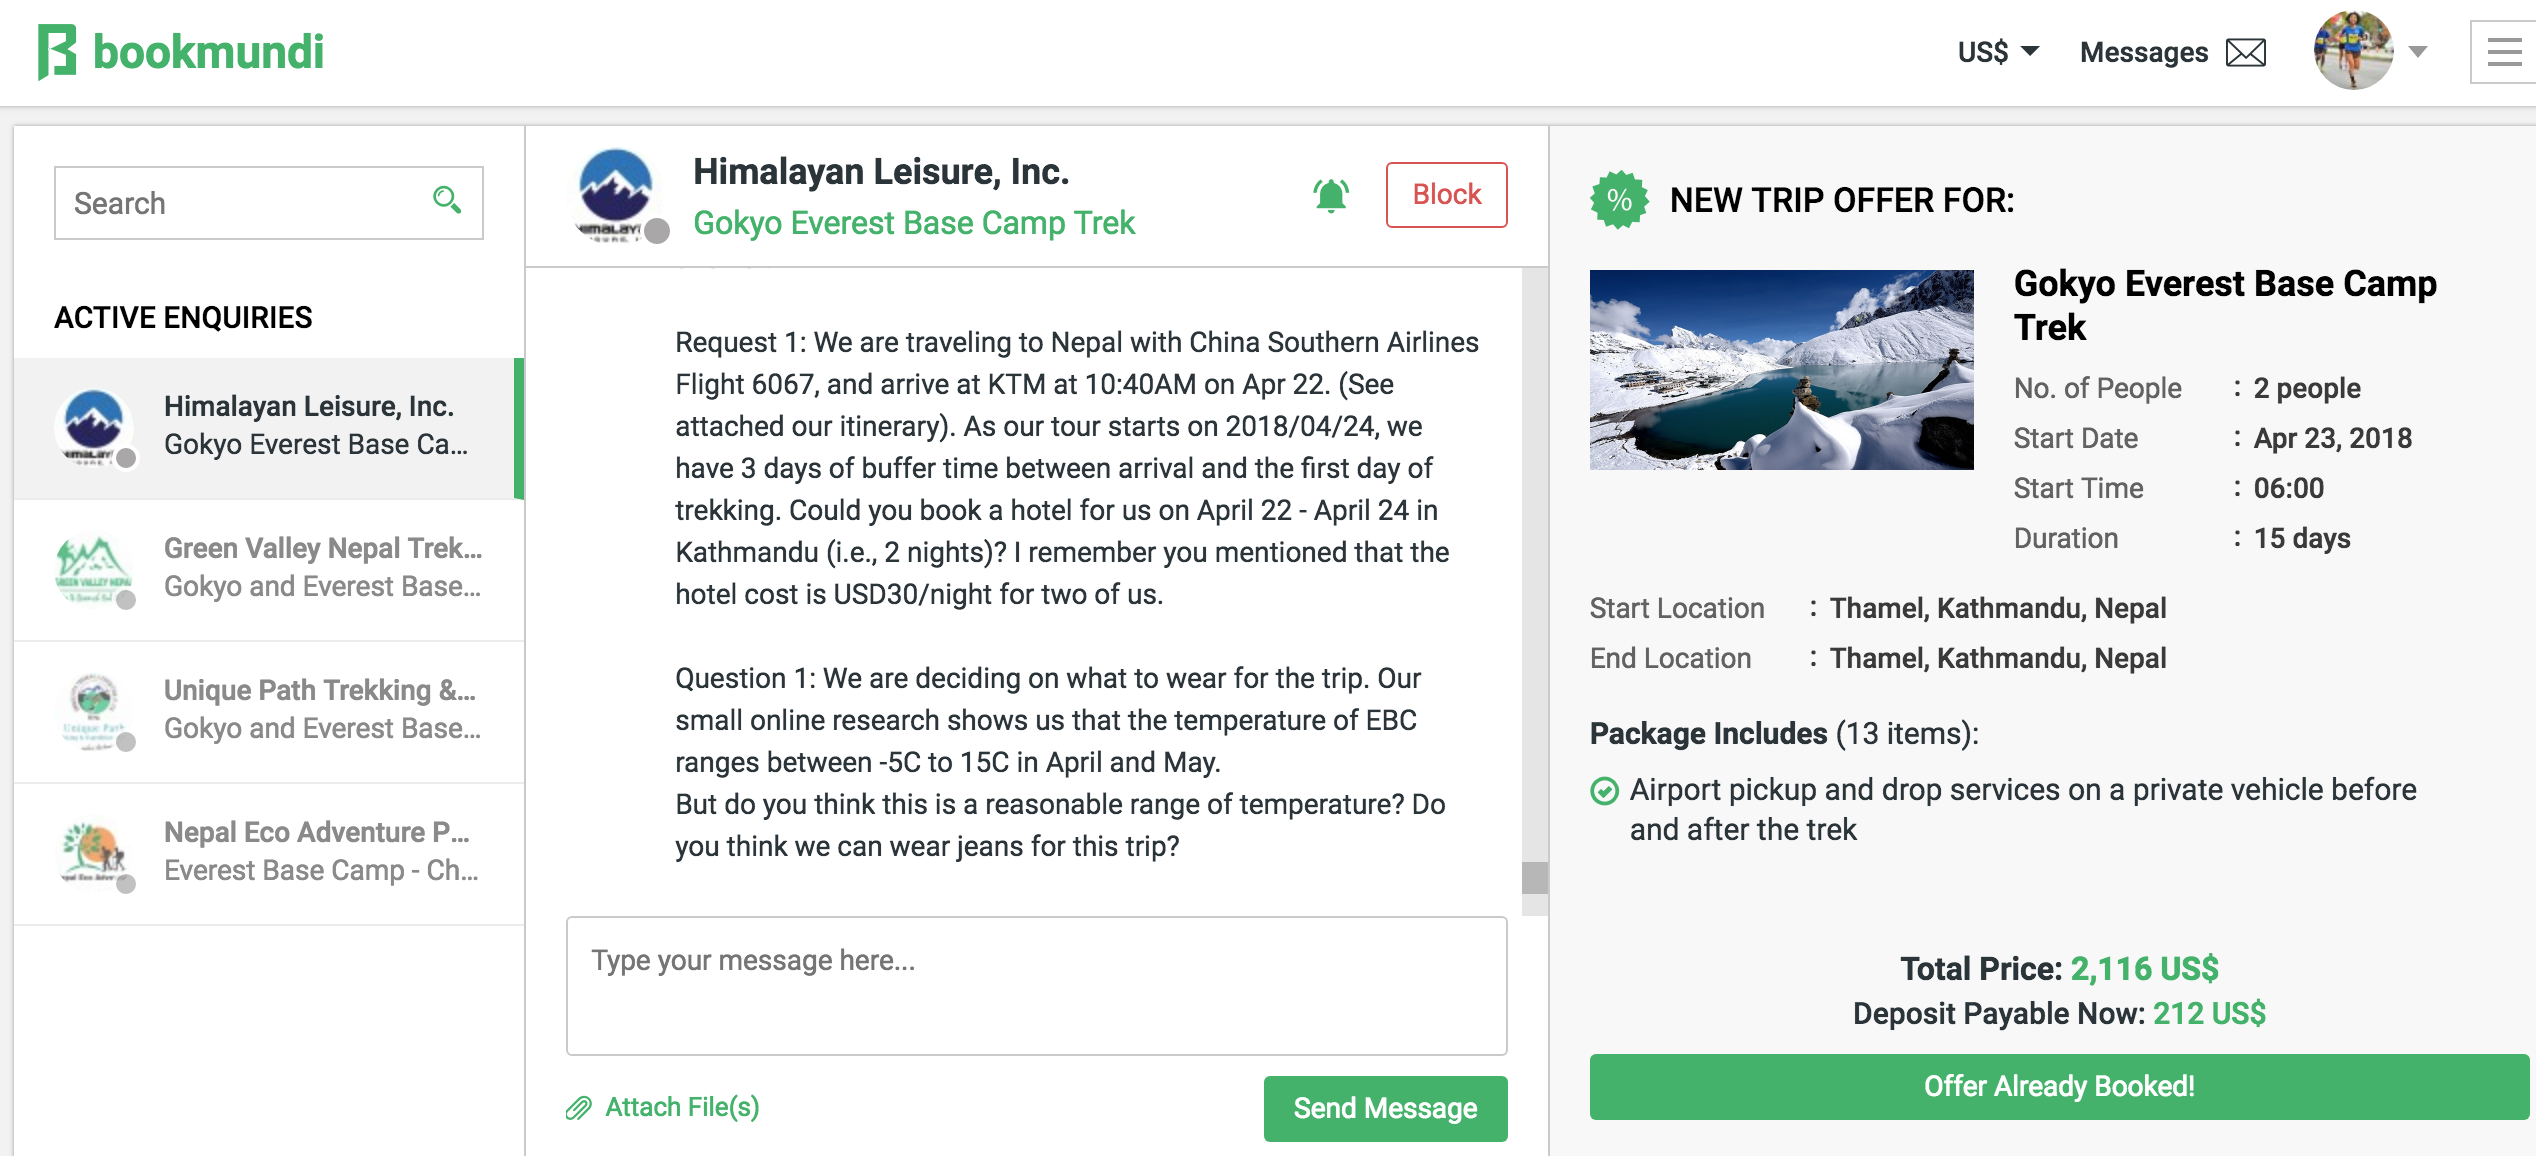 bookmundi
US$
Messages
Search
ACTIVE ENQUIRIES
Himalayan Leisure, Inc.
Gokyo Everest Base Ca...
Green Valley Nepal Trek...
Gokyo and Everest Base...
Unique Path Trekking &...
Gokyo and Everest Base...
Nepal Eco Adventure P...
Everest Base Camp - Ch...
Himalayan Leisure, Inc.
Gokyo Everest Base Camp Trek
Block
Request 1: We are traveling to Nepal with China Southern Airlines
Flight 6067, and arrive at KTM at 10:40AM on Apr 22. (See
attached our itinerary). As our tour starts on 2018/04/24, we
have 3 days of buffer time between arrival and the first day of
trekking. Could you book a hotel for us on April 22 - April 24 in
Kathmandu (i.e., 2 nights)? I remember you mentioned that the
hotel cost is USD30/night for two of us.
Question 1: We are deciding on what to wear for the trip. Our
small online research shows us that the temperature of EBC
ranges between -5C to 15C in April and May.
But do you think this is a reasonable range of temperature? Do
you think we can wear jeans for this trip?
Type your message here...
Attach File(s)
Send Message
% NEW TRIP OFFER FOR:
Gokyo Everest Base Camp
Trek
No. of People : 2 people
Start Date : Apr 23, 2018
Start Time : 06:00
Duration : 15 days
Start Location : Thamel, Kathmandu, Nepal
End Location : Thamel, Kathmandu, Nepal
Package Includes (13 items):
Airport pickup and drop services on a private vehicle before
and after the trek
Total Price: 2,116 US$
Deposit Payable Now: 212 US$
Offer Already Booked!